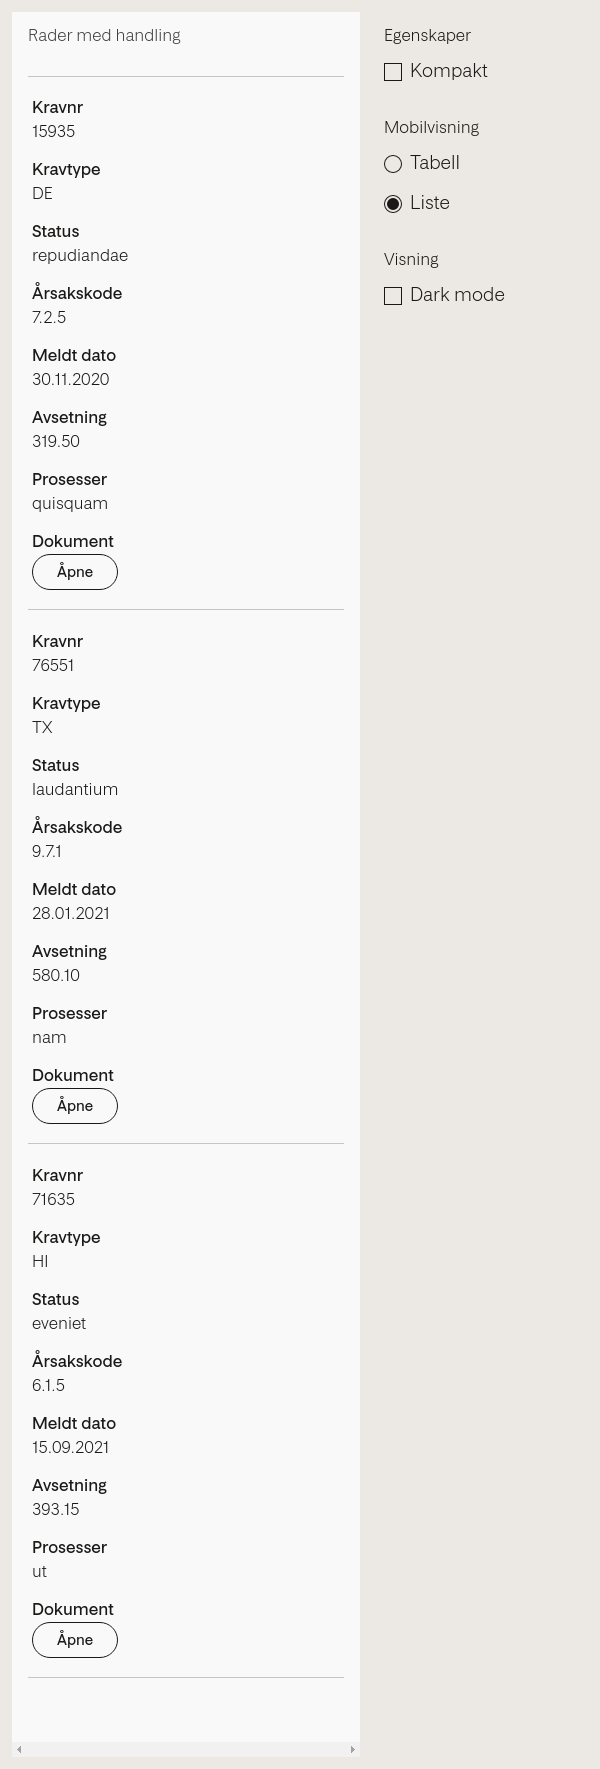 Rader med handling
Kravnr
15935
Kravtype
DE
Status
repudiandae
Årsakskode
7.2.5
Meldt dato
30.11.2020
Avsetning
319.50
Prosesser
quisquam
Dokument
Åpne
Kravnr
76551
Kravtype
TX
Status
laudantium
Årsakskode
9.7.1
Meldt dato
28.01.2021
Avsetning
580.10
Prosesser
nam
Dokument
Åpne
Kravnr
71635
Kravtype
HI
Status
eveniet
Årsakskode
6.1.5
Meldt dato
15.09.2021
Avsetning
393.15
Prosesser
ut
Dokument
Åpne
Egenskaper
Kompakt
Mobilvisning
Tabell
Liste
Visning
Dark mode